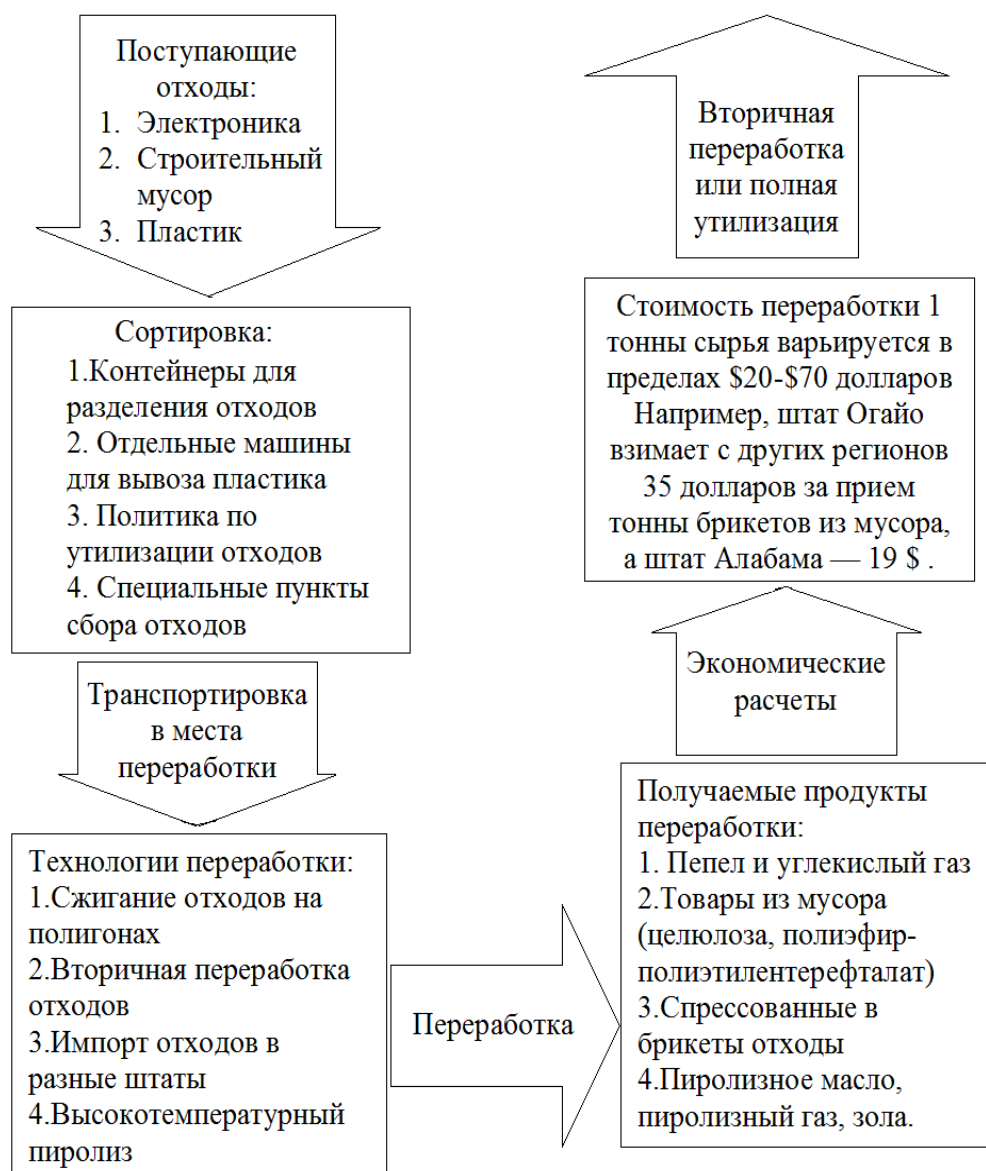 Поступающие
отходы:
1. Электроника
2. Строительный
мусор
3. Пластик
Сортировка:
1.Контейнеры для
разделения отходов
2. Отдельные машины
для вывоза пластика
3. Политика по
утилизации отходов
4. Специальные пункты
сбора отходов
Транспортировка
в места
переработки
Технологии переработки:
1.Сжигание отходов на
полигонах
2.Вторичная переработка
отходов
3.Импорт отходов в
разные штаты
4.Высокотемпературный
пиролиз
Переработка
Получаемые продукты
переработки:
1. Пепел и углекислый газ
2.Товары из мусора
(целюлоза, полиэфир-
полиэтилентерефталат)
3.Спрессованные в
брикеты отходы
4.Пиролизное масло,
пиролизный газ, зола.
Экономические
расчеты
Стоимость переработки 1
тонны сырья варьируется в
пределах $20-$70 долларов
Например, штат Огайо
взимает с других регионов
35 долларов за прием
тонны брикетов из мусора,
а штат Алабама — 19 $ .
Вторичная
переработка
или полная
утилизация